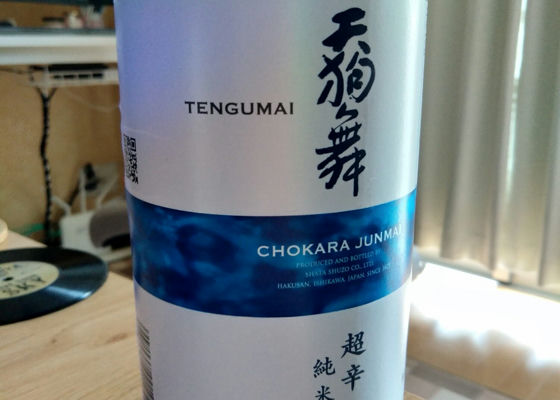 天狗舞
TENGUMAI
CHOKARA JUNMAI
PRODUCED AND BOTTLED BY
SHATA SHUZO CO., LTD.
HAKUSAN, ISHIKAWA, JAPAN, SINCE
超辛
純米